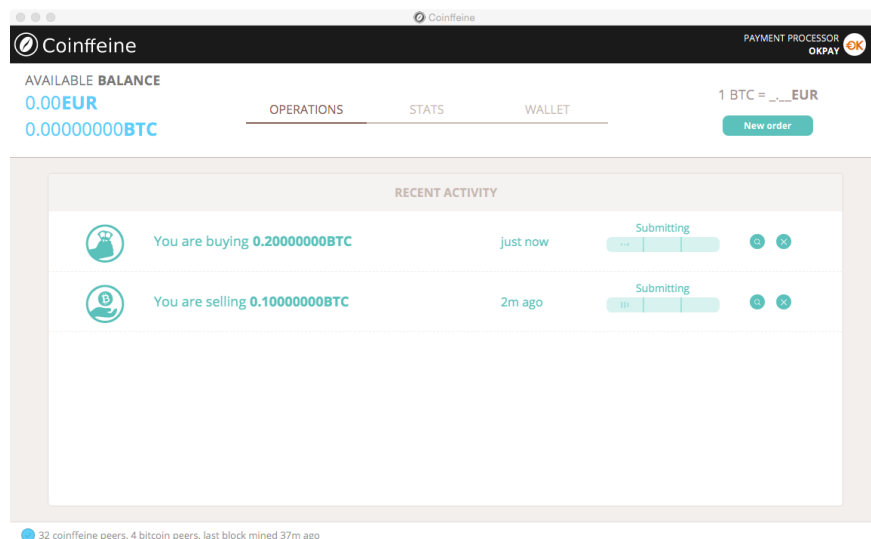 Coinffeine
Coinffeine
PAYMENT PROCESSOR
OKPAY
OK
AVAILABLE BALANCE
0.00EUR
0.00000000BTC
OPERATIONS
STATS
WALLET
1 BTC = _.__EUR
New order
RECENT ACTIVITY
You are buying 0.20000000BTC
just now
Submitting
You are selling 0.10000000BTC
2m ago
Submitting
32 coinffeine peers, 4 bitcoin peers, last block mined 37m ago